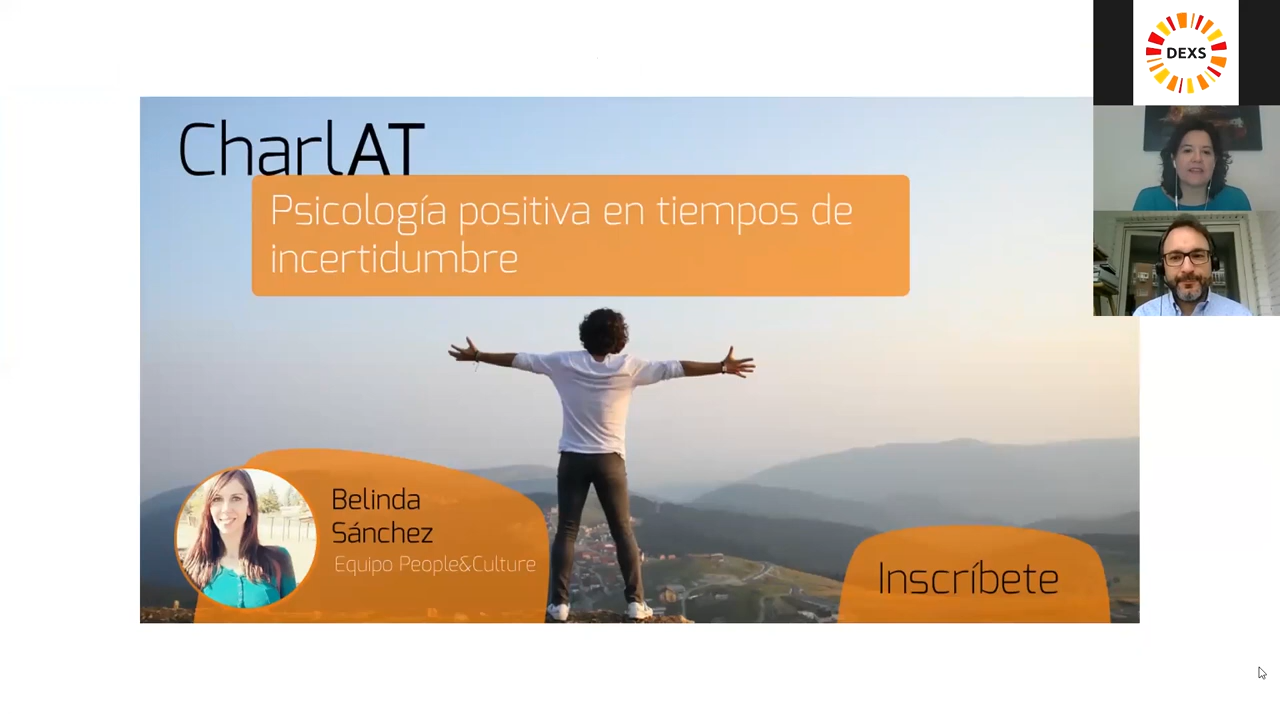 DEXS
CharlAT
Psicología positiva en tiempos de
incertidumbre
Belinda
Sánchez
Equipo People&Culture
Inscríbete